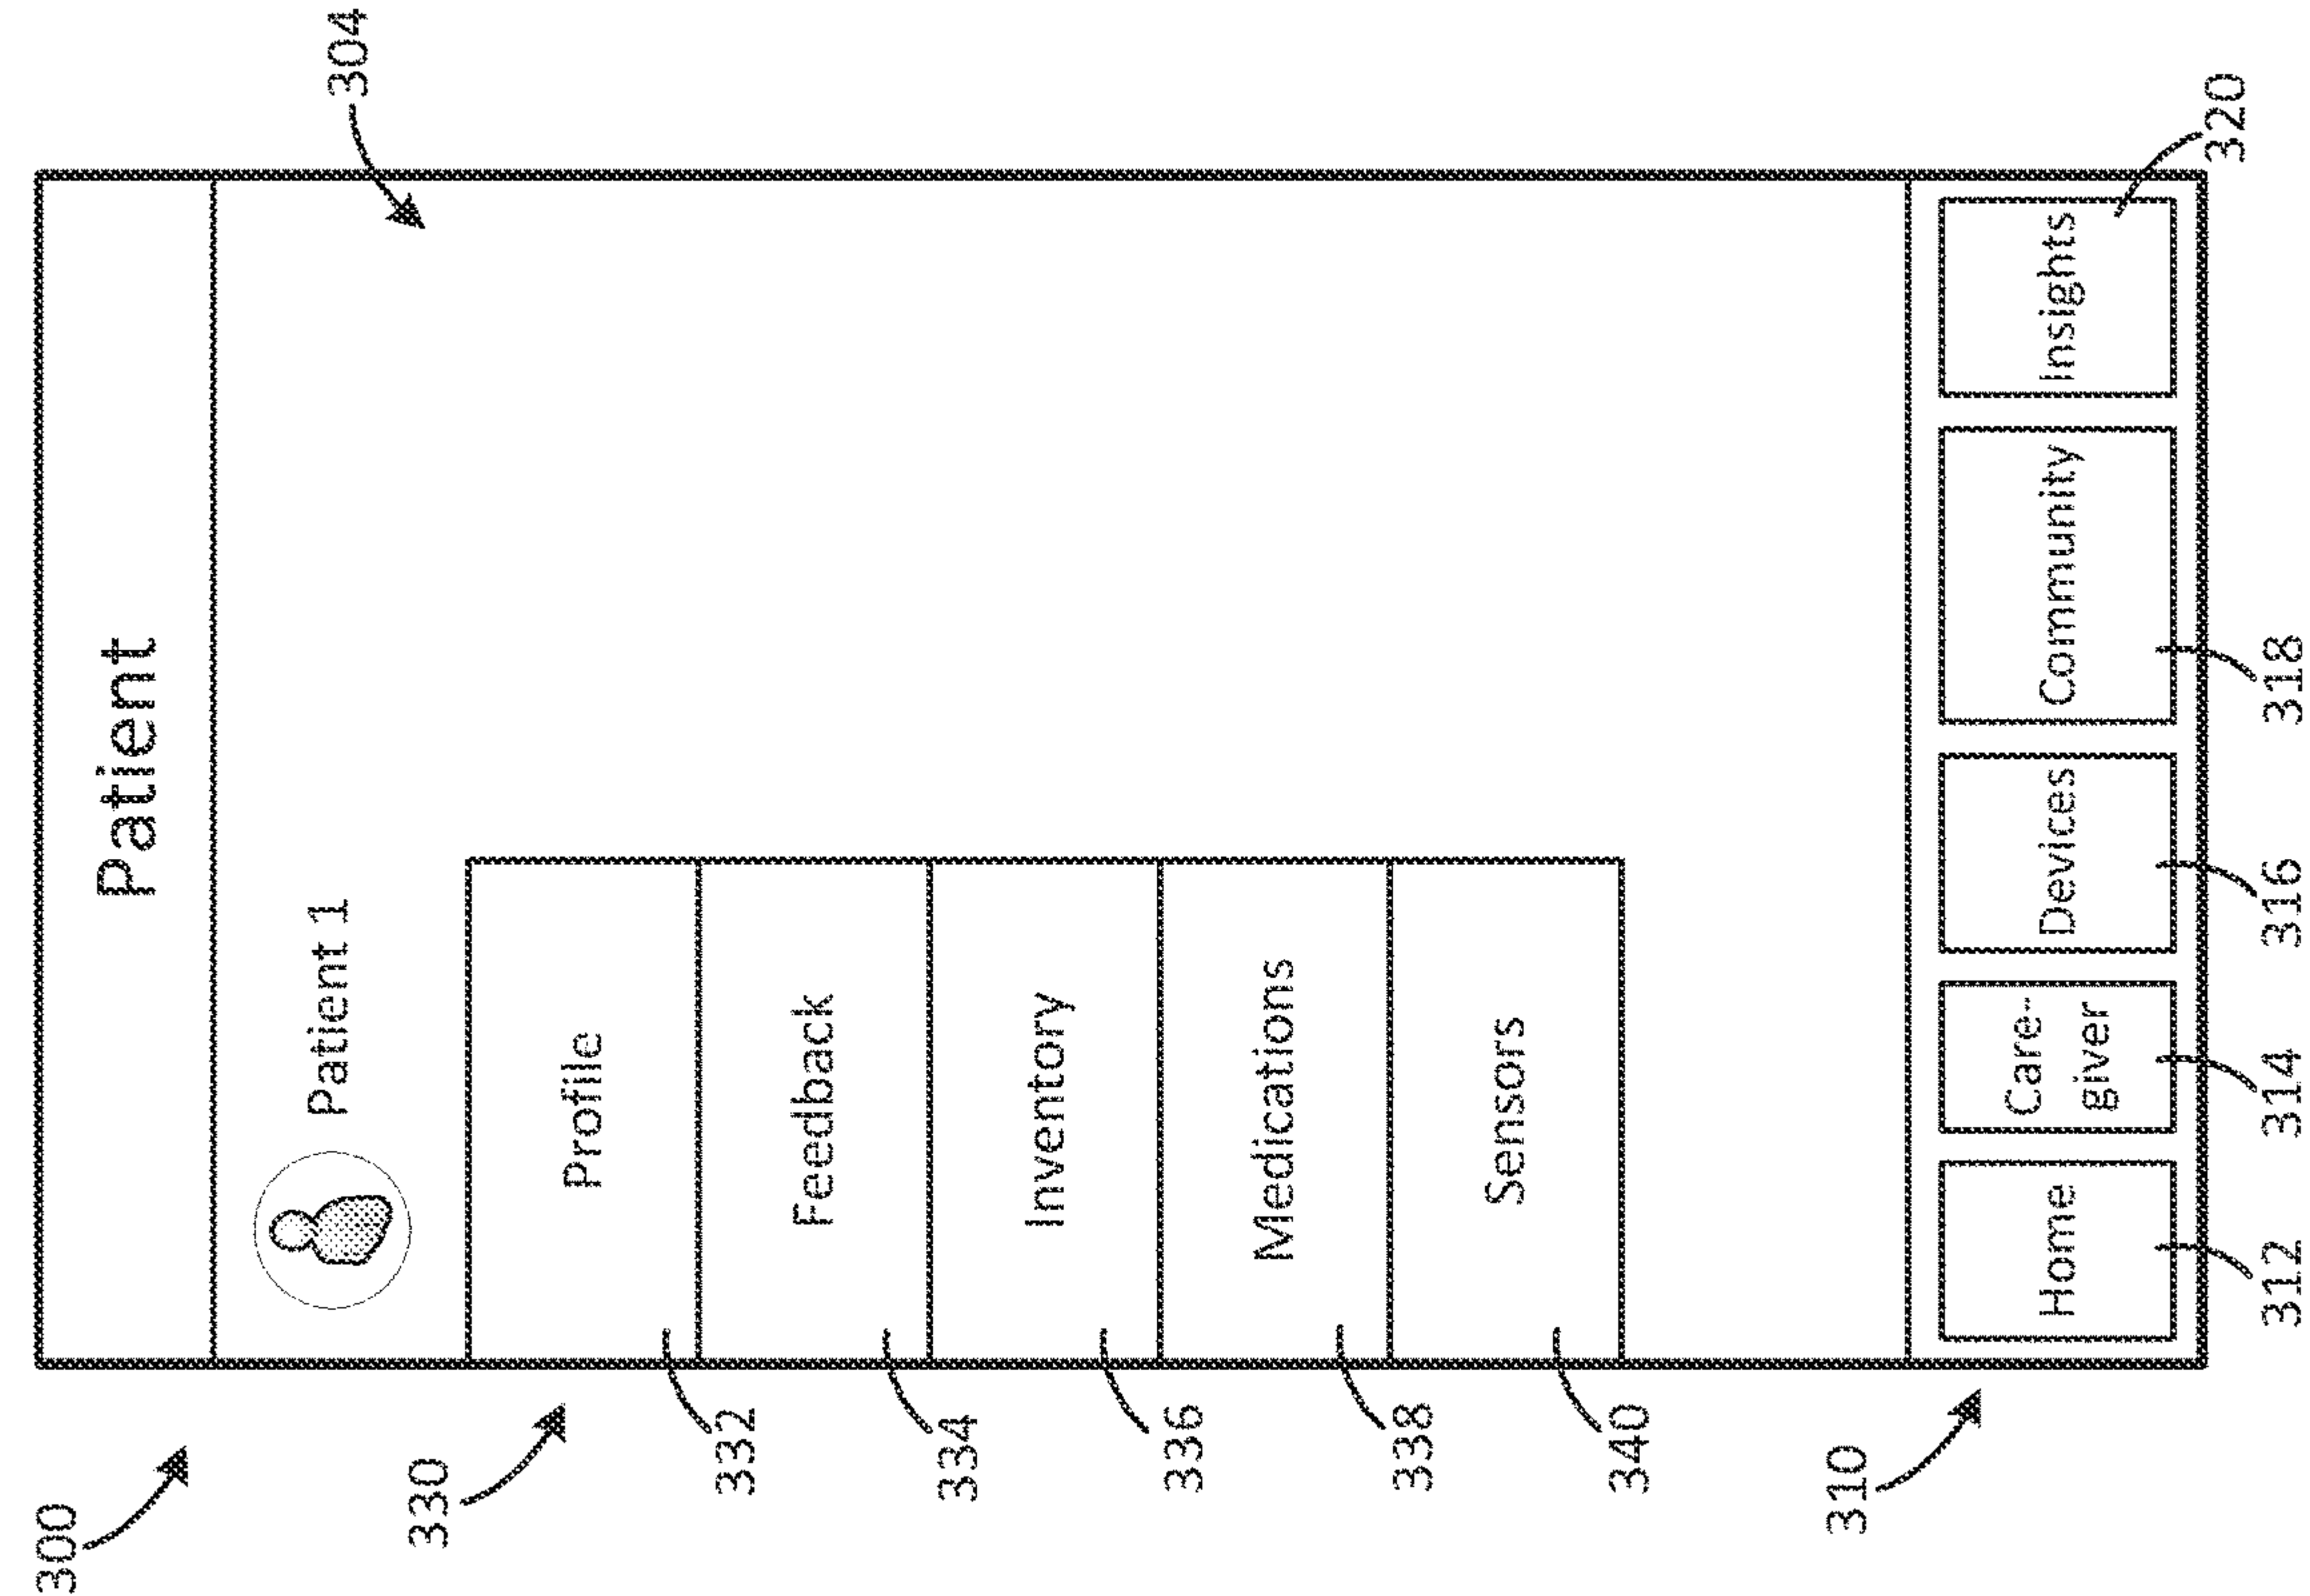 300
Patient
304
Patient 1
330
Profile
332
Feedback
334
Inventory
336
Medications
338
Sensors
340
310
Home
Care-
giver
Devices
Community
Insights
312
314
316
318
320